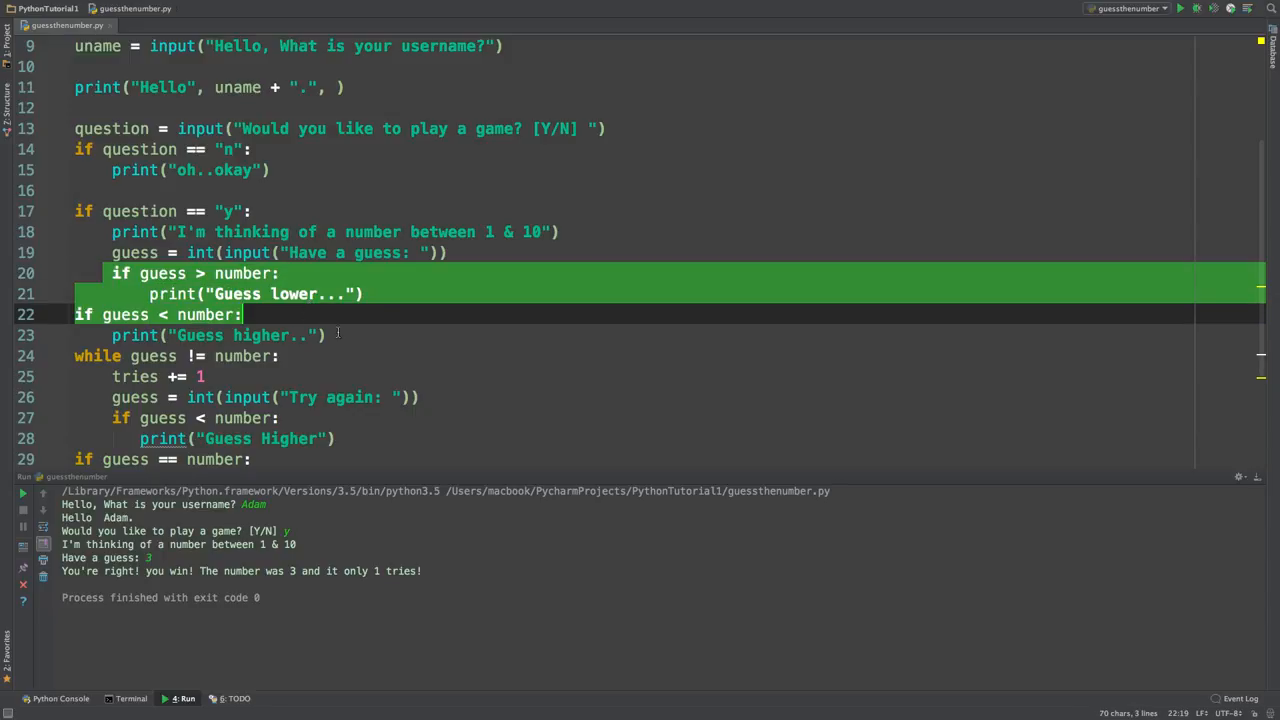 PythonTutorial1 guessthenumber.py guessthenumber
guessthenumber.py
1: Project
Z: Structure
2: Favorites
Database
9 uname = input("Hello, What is your username?")
10
11 print("Hello", uname + ".", )
12
13 question = input("Would you like to play a game? [Y/N] ")
14 if question == "n":
15 print("oh..okay")
16
17 if question == "y":
18 print("I'm thinking of a number between 1 & 10")
19 guess = int(input("Have a guess: "))
20 if guess > number:
21 print("Guess lower...")
22 if guess < number:
23 print("Guess higher..")
24 while guess != number:
25 tries += 1
26 guess = int(input("Try again: "))
27 if guess < number:
28 print("Guess Higher")
29 if guess == number:
Run guessthenumber
/Library/Frameworks/Python.framework/Versions/3.5/bin/python3.5 /Users/macbook/PycharmProjects/PythonTutorial1/guessthenumber.py
Hello, What is your username? Adam
Hello  Adam.
Would you like to play a game? [Y/N] y
I'm thinking of a number between 1 & 10
Have a guess: 3
You're right! you win! The number was 3 and it only 1 tries!
Process finished with exit code 0
Python Console Terminal 4: Run 6: TODO Event Log
70 chars, 3 lines 22:19 LF÷ UTF-8÷